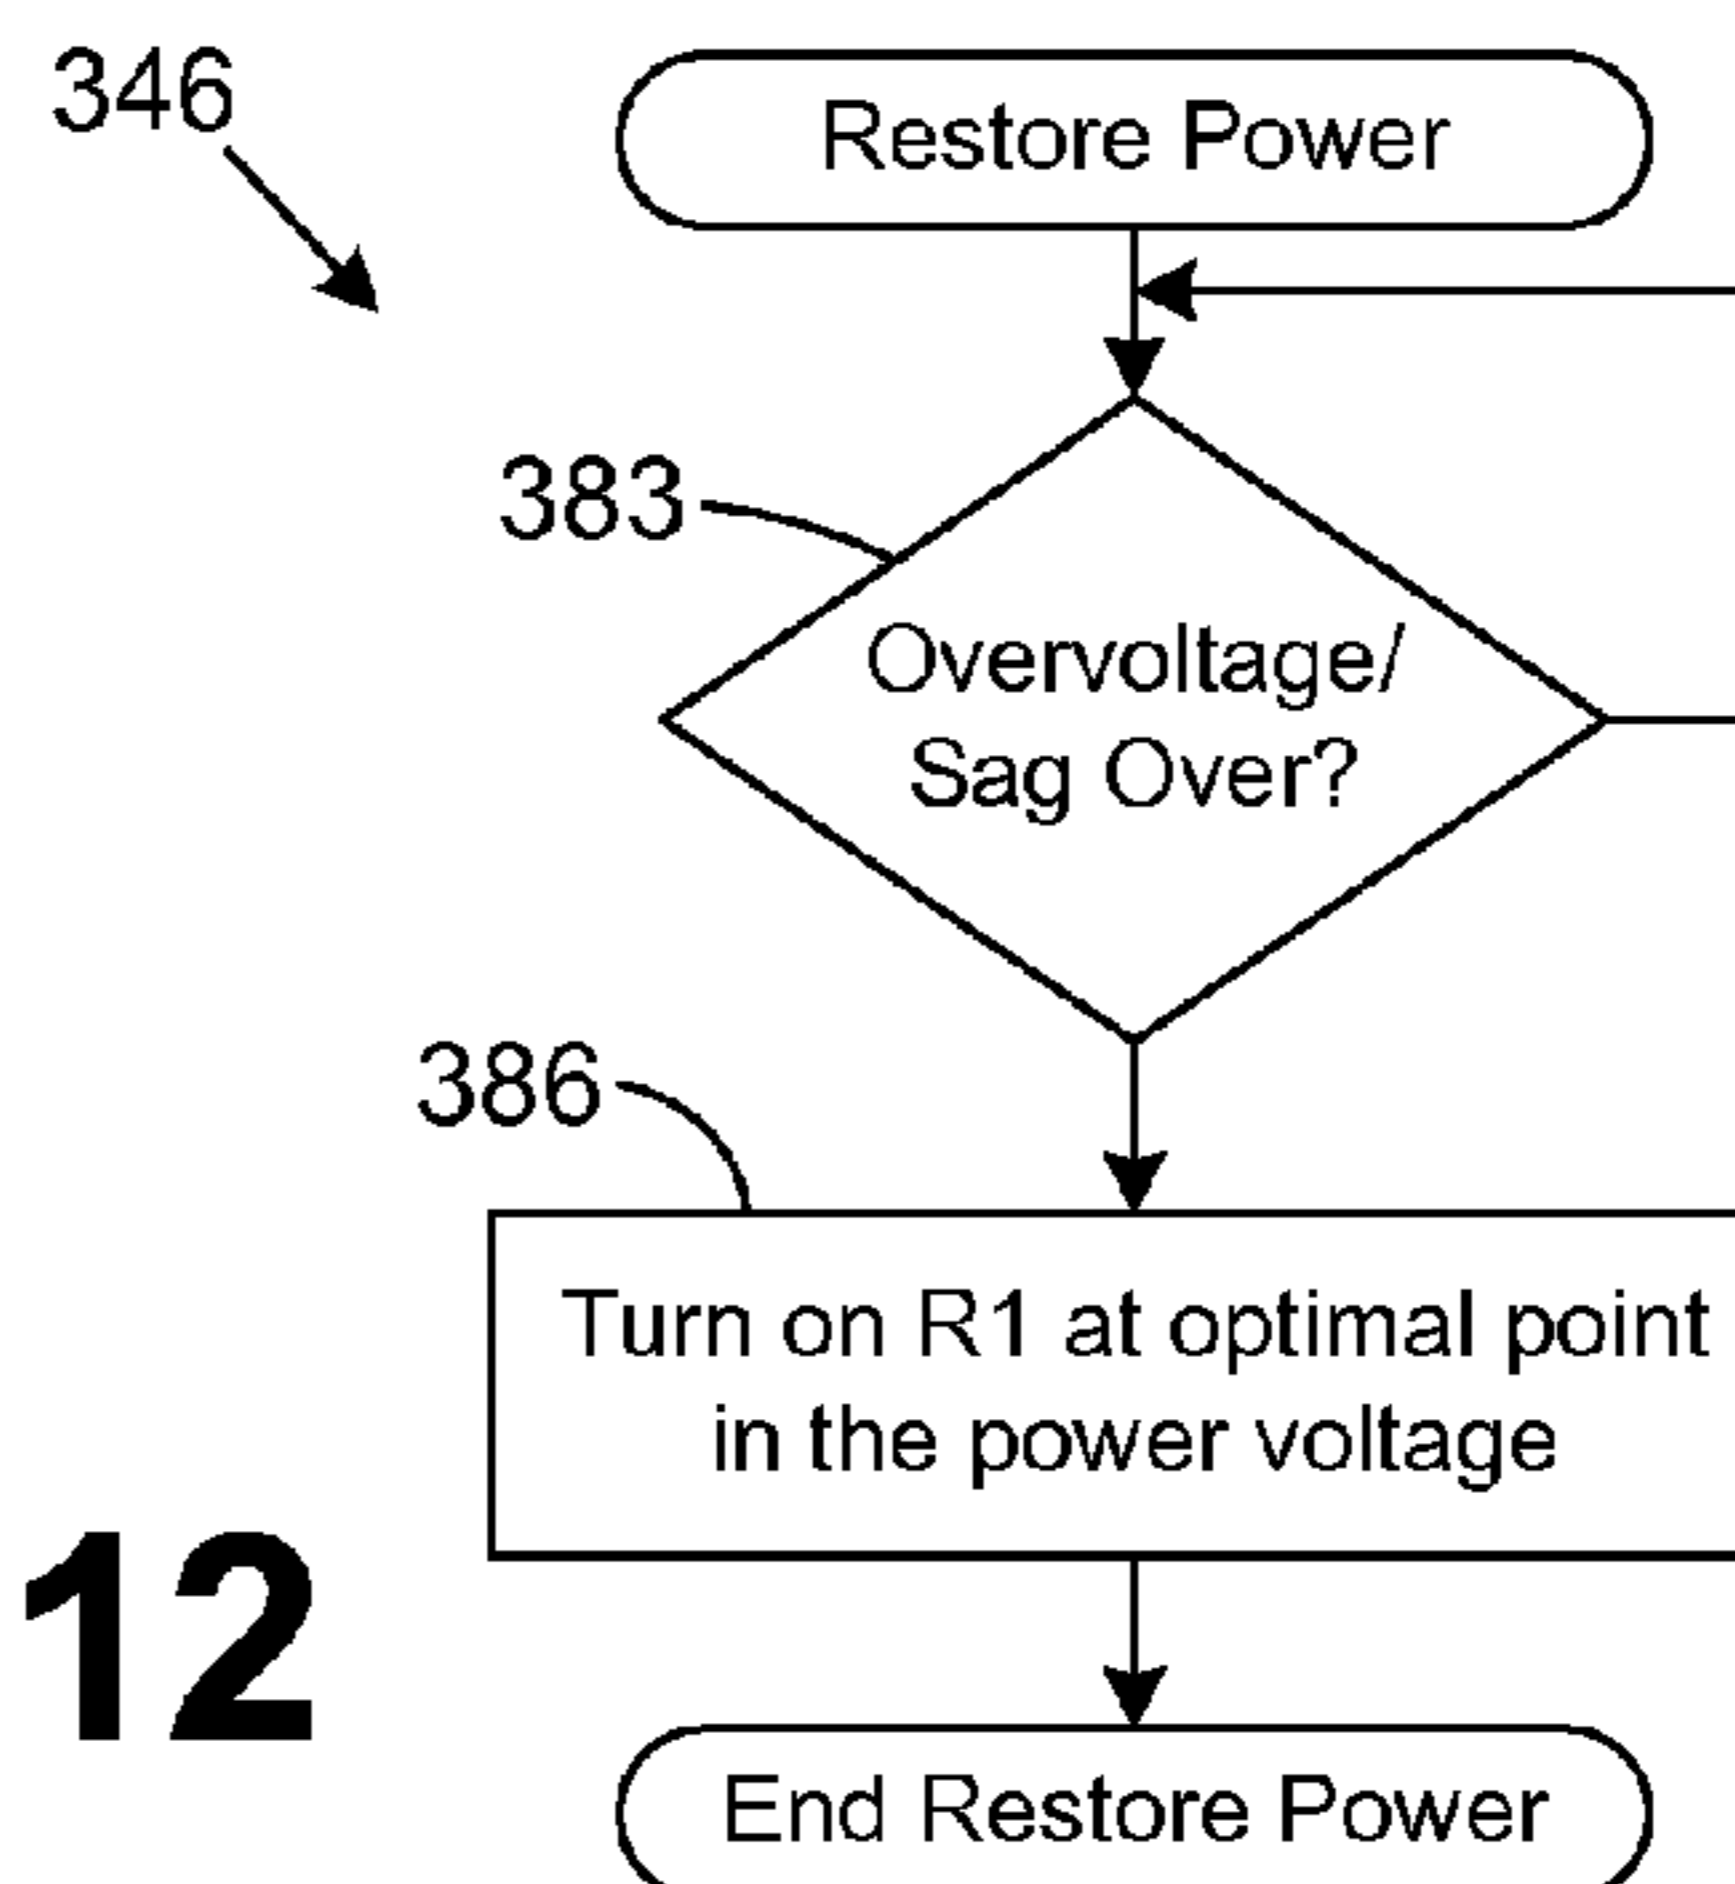 346
Restore Power
383
Overvoltage/
Sag Over?
386
Turn on R1 at optimal point
in the power voltage
12
End Restore Power